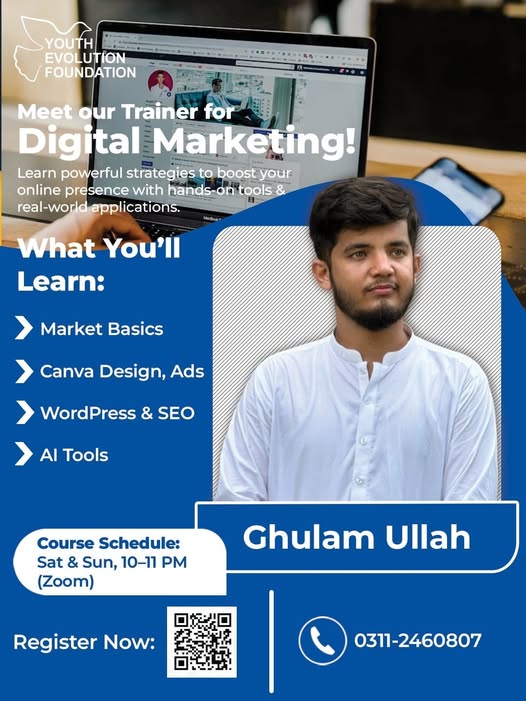 YOUTH
EVOLUTION
FOUNDATION
Meet our Trainer for
Digital Marketing!
Learn powerful strategies to boost your
online presence with hands-on tools &
real-world applications.
What You’ll
Learn:
Market Basics
Canva Design, Ads
WordPress & SEO
AI Tools
Ghulam Ullah
Course Schedule:
Sat & Sun, 10–11 PM
(Zoom)
Register Now:
0311-2460807